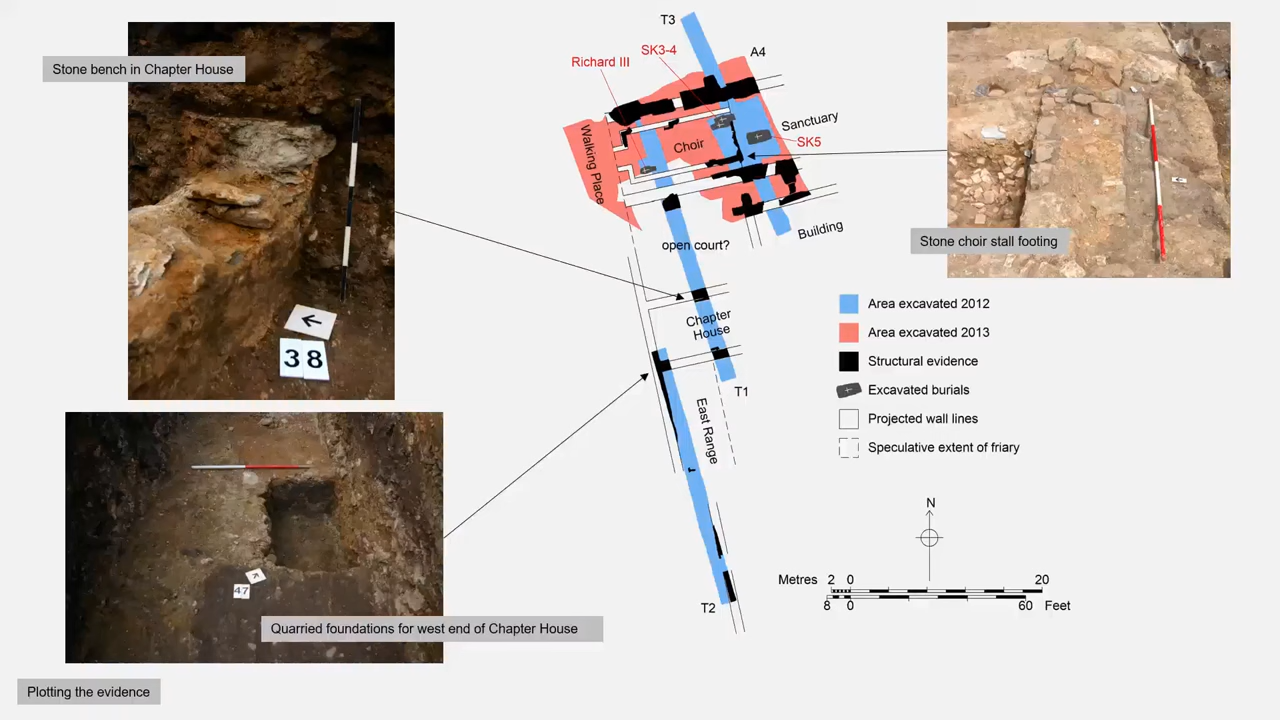 T3
SK3-4
A4
Richard III
Stone bench in Chapter House
Walking Place
Choir
Sanctuary
SK5
Building
open court?
Stone choir stall footing
Chapter
House
38
T1
East Range
T2
Area excavated 2012
Area excavated 2013
Structural evidence
Excavated burials
Projected wall lines
Speculative extent of friary
N
Metres 2 0 20
8 0 60 Feet
47
Quarried foundations for west end of Chapter House
Plotting the evidence